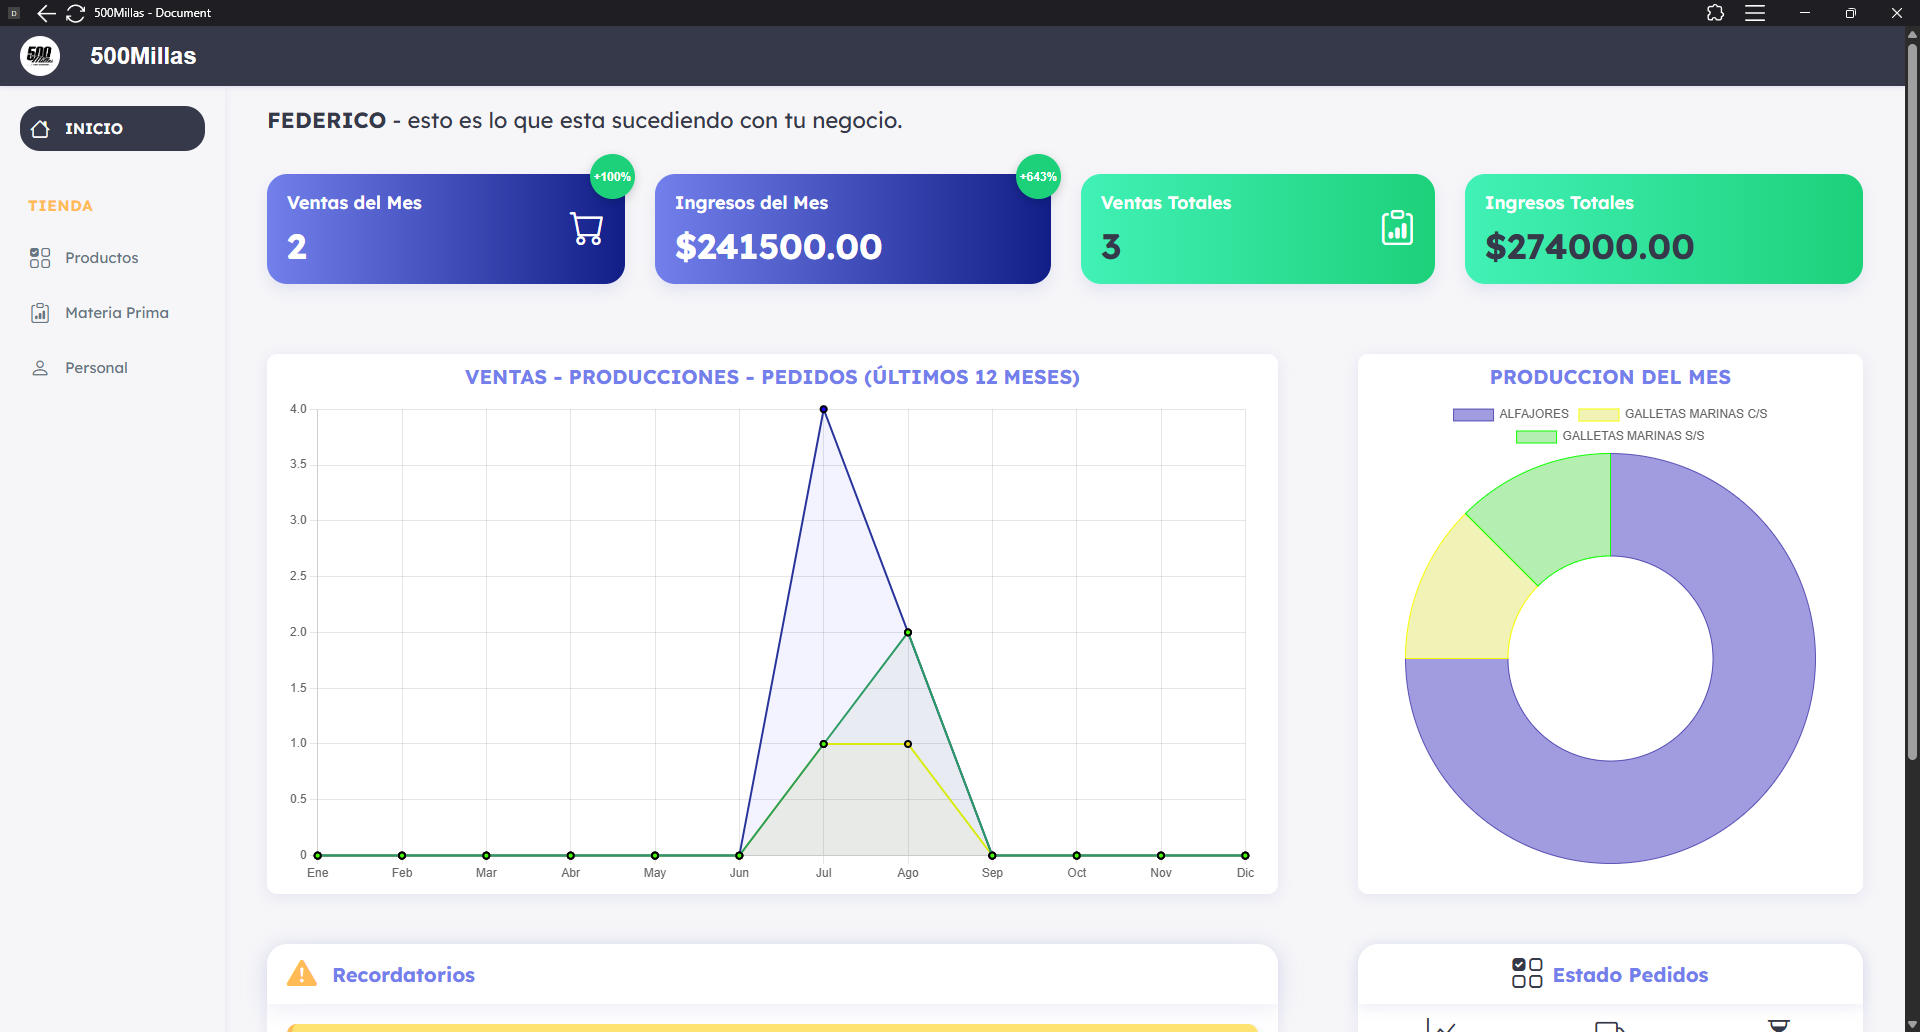 500Millas - Document
500
500Millas
INICIO
TIENDA
Productos
Materia Prima
Personal
FEDERICO - esto es lo que esta sucediendo con tu negocio.
Ventas del Mes
2
+100%
Ingresos del Mes
$241500.00
+643%
Ventas Totales
3
Ingresos Totales
$274000.00
VENTAS - PRODUCCIONES - PEDIDOS (ÚLTIMOS 12 MESES)
4.0
3.5
3.0
2.5
2.0
1.5
1.0
0.5
0
Ene Feb Mar Abr May Jun Jul Ago Sep Oct Nov Dic
PRODUCCION DEL MES
ALFAJORES GALLETAS MARINAS C/S
GALLETAS MARINAS S/S
Recordatorios
Estado Pedidos